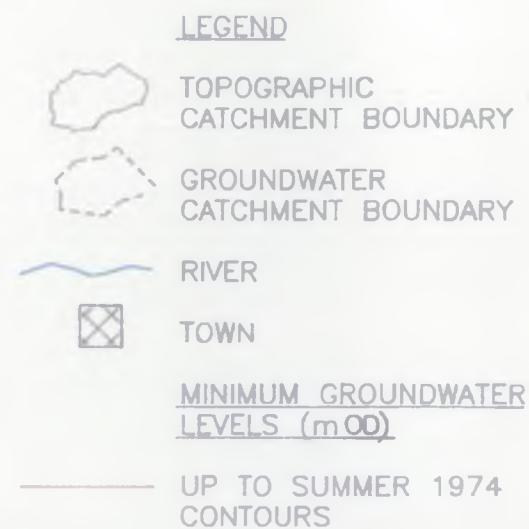 LEGEND
TOPOGRAPHIC
CATCHMENT BOUNDARY
GROUNDWATER
CATCHMENT BOUNDARY
RIVER
TOWN
MINIMUM GROUNDWATER
LEVELS (m OD)
UP TO SUMMER 1974
CONTOURS